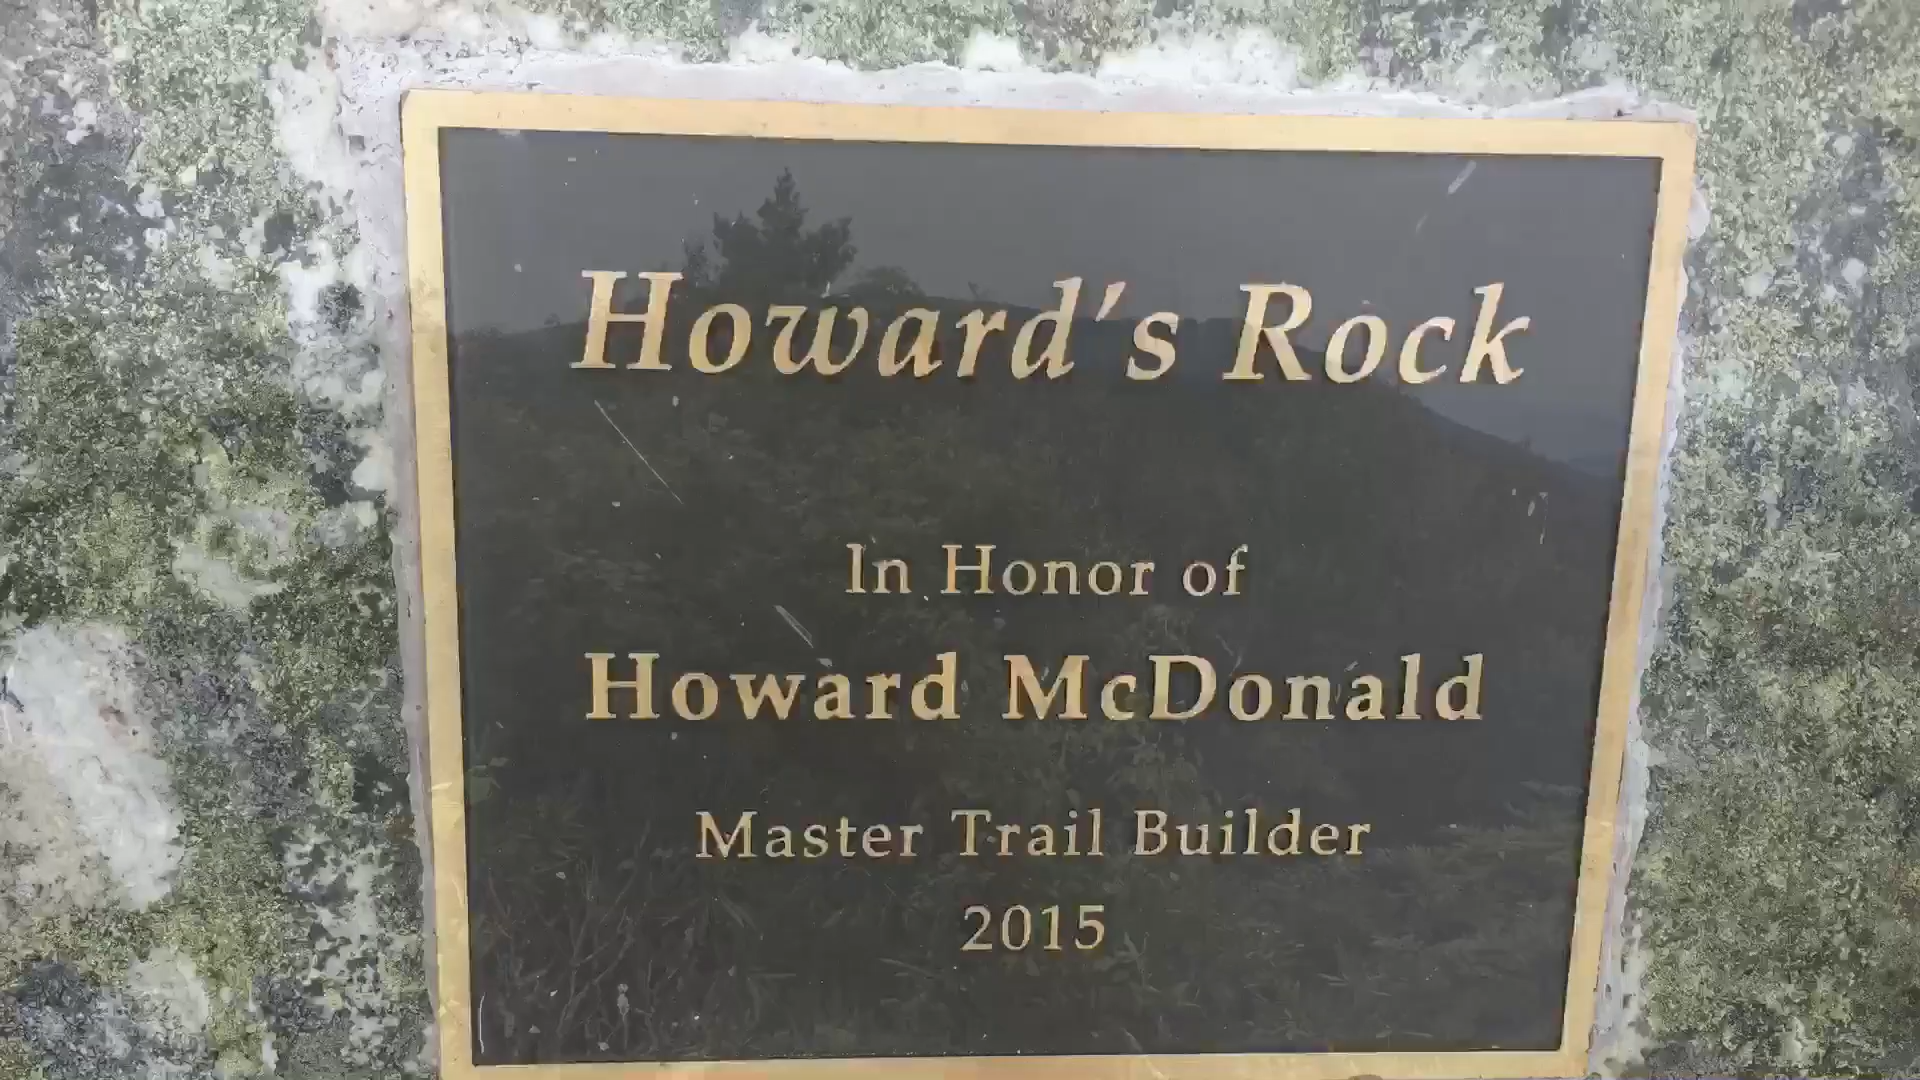 Howard's Rock
In Honor of
Howard McDonald
Master Trail Builder
2015